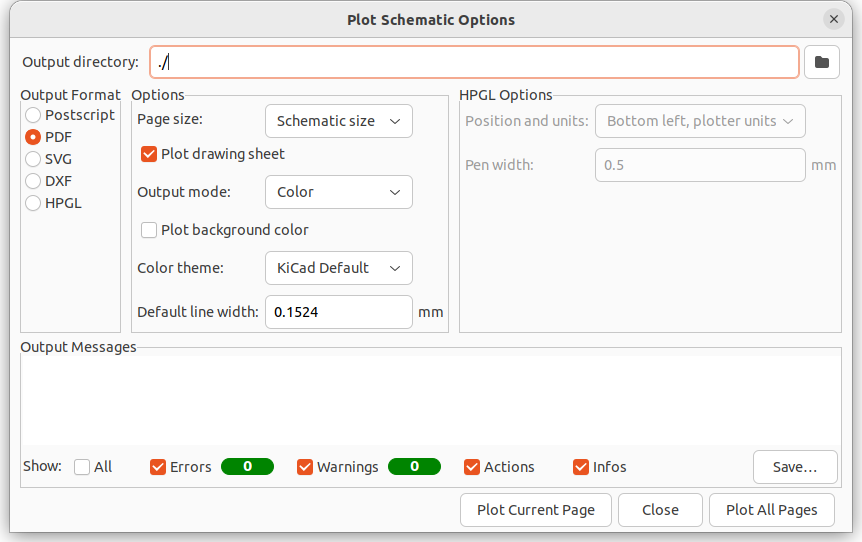 Plot Schematic Options
Output directory: ./
Output Format
Postscript
PDF
SVG
DXF
HPGL
Options
Page size: Schematic size
Plot drawing sheet
Output mode: Color
Plot background color
Color theme: KiCad Default
Default line width: 0.1524 mm
HPGL Options
Position and units: Bottom left, plotter units
Pen width: 0.5 mm
Output Messages
Show: All Errors 0 Warnings 0 Actions Infos Save...
Plot Current Page Close Plot All Pages